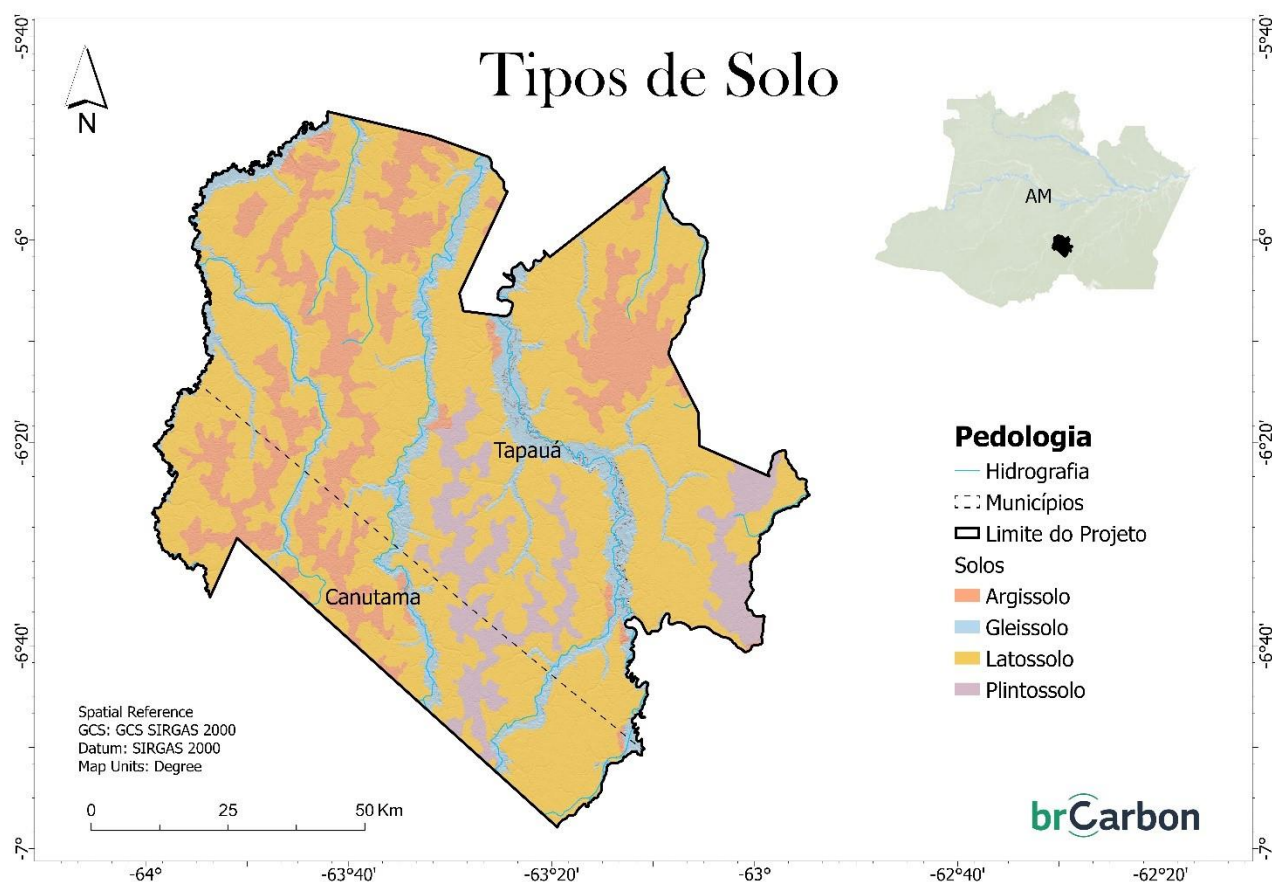 Tipos de Solo
N
AM
Tapauá
Canutama
Pedologia
Hidrografia
Municípios
Limite do Projeto
Solos
Argissolo
Gleissolo
Latossolo
Plintossolo
Spatial Reference
GCS: GCS SIRGAS 2000
Datum: SIRGAS 2000
Map Units: Degree
0 25 50 Km
brCarbon
-5°40'
-6°
-6°20'
-6°40'
-7°
-5°40'
-6°
-6°20'
-6°40'
-7°
-64° -63°40' -63°20' -63° -62°40' -62°20'